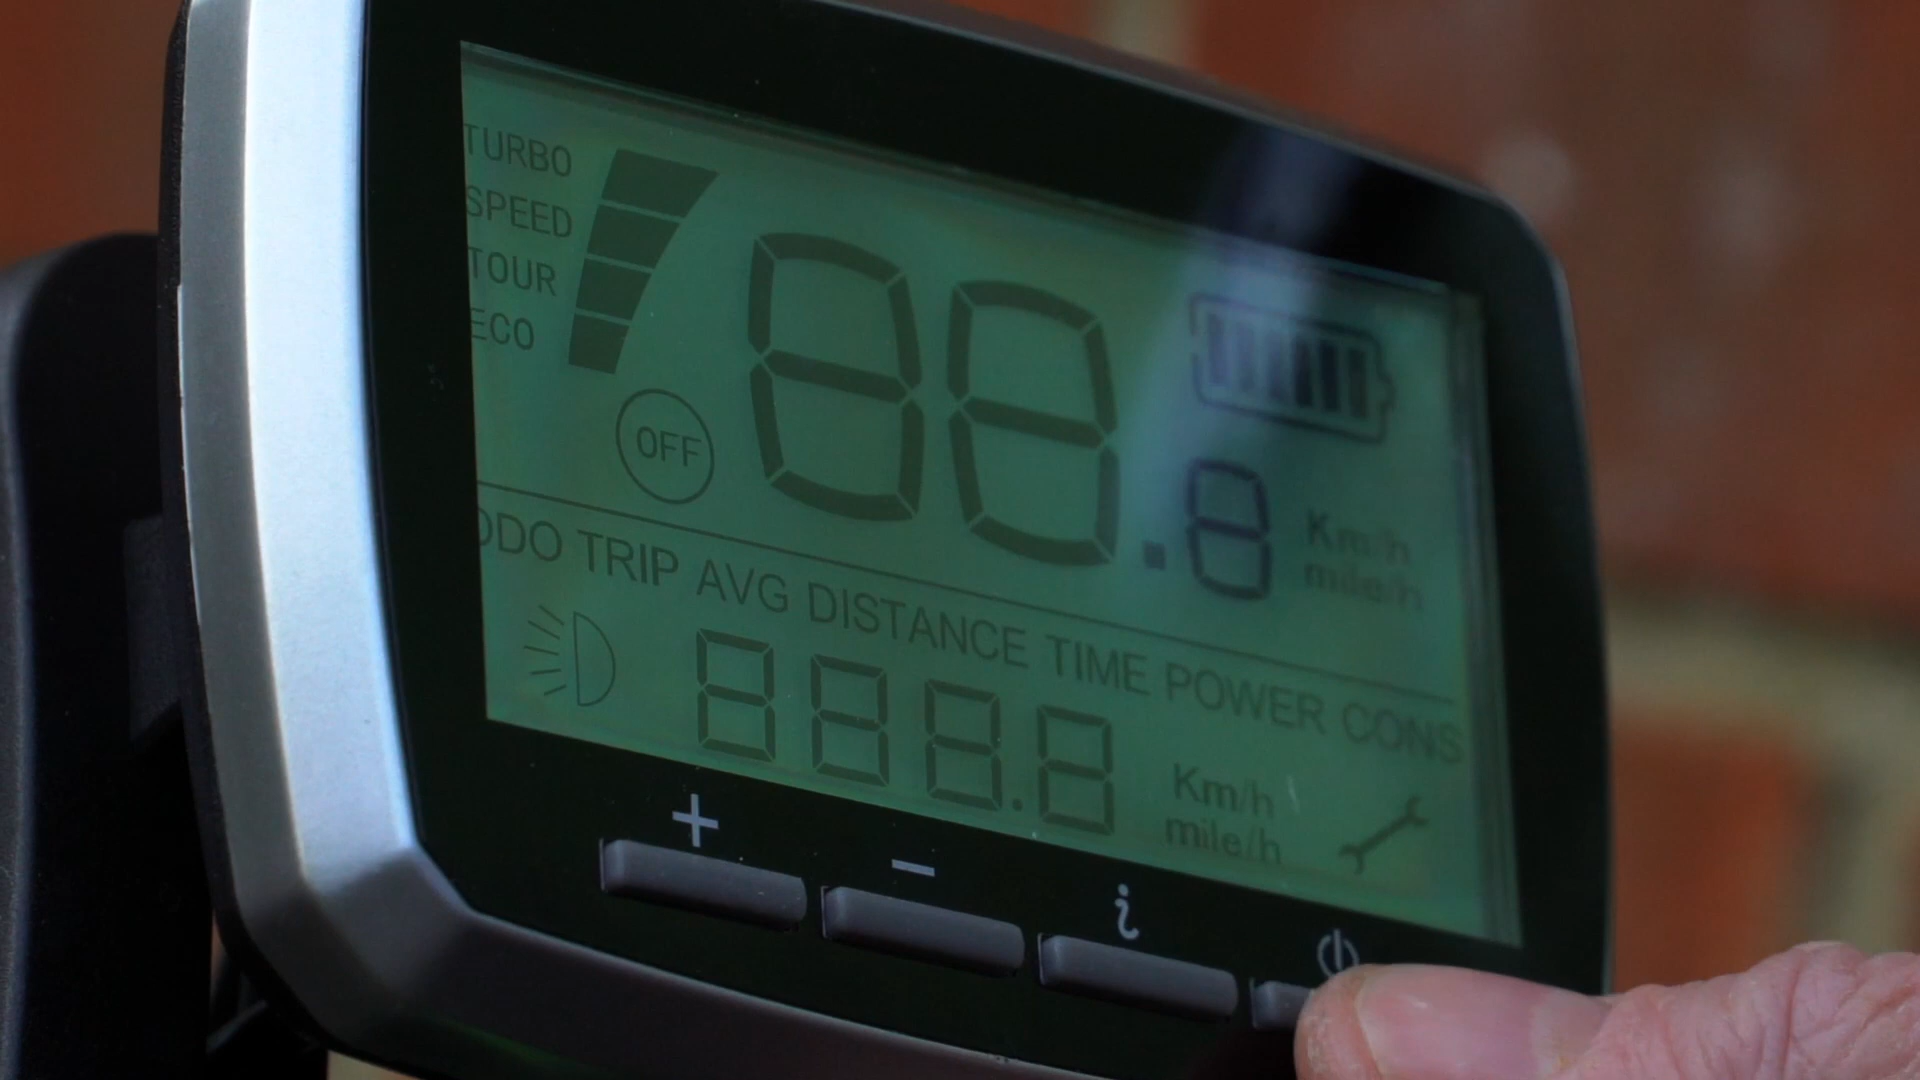 TURBO
SPEED
TOUR
ECO
OFF
88.8
Km/h
mile/h
ODO TRIP AVG DISTANCE TIME POWER CONS
888.8
Km/h
mile/h
+
−
i